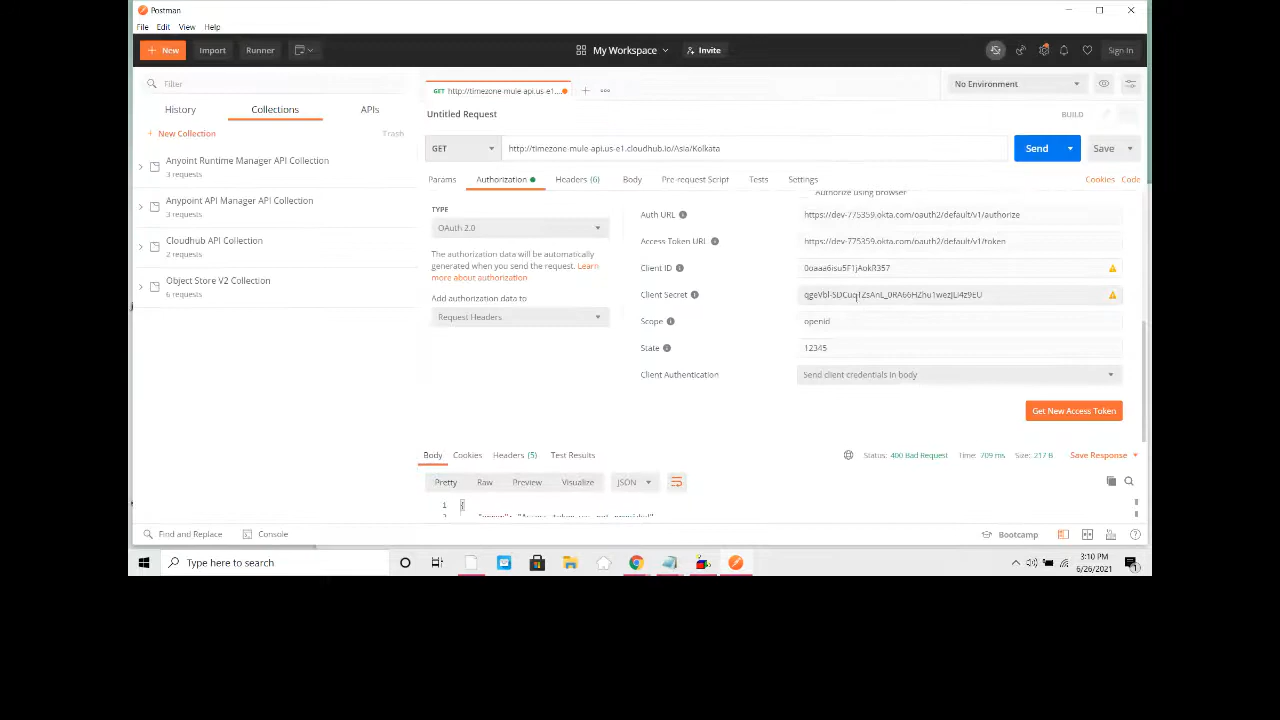 Postman
File Edit View Help
+ New Import Runner My Workspace Invite Sign In
Filter
History Collections APIs
+ New Collection Trash
Anyoint Runtime Manager API Collection
3 requests
Anypoint API Manager API Collection
3 requests
Cloudhub API Collection
2 requests
Object Store V2 Collection
6 requests
GET http://timezone-mule-api.us-e1.... + ooo No Environment
Untitled Request BUILD
GET http://timezone-mule-api.us-e1.cloudhub.io/Asia/Kolkata Send Save
Params Authorization Headers (6) Body Pre-request Script Tests Settings Cookies Code
TYPE
OAuth 2.0
The authorization data will be automatically
generated when you send the request. Learn
more about authorization
Add authorization data to
Request Headers
Authorize using browser
Auth URL https://dev-775359.okta.com/oauth2/default/v1/authorize
Access Token URL https://dev-775359.okta.com/oauth2/default/v1/token
Client ID
Client Secret
Scope openid
State 12345
Client Authentication Send client credentials in body
Get New Access Token
Body Cookies Headers (5) Test Results Status: 400 Bad Request Time: 709 ms Size: 217 B Save Response
Pretty Raw Preview Visualize JSON
1 {
2
Find and Replace Console Bootcamp
Type here to search 3:10 PM
6/26/2021